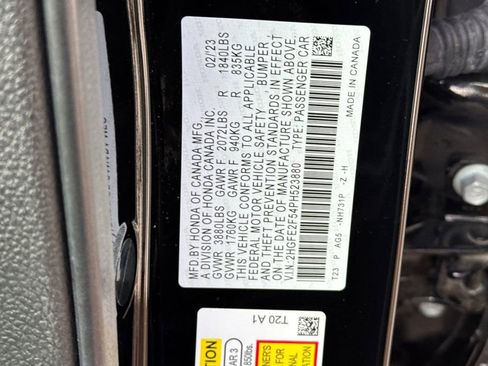 MFD.BY HONDA OF CANADA MFG. 02/23
A DIVISION OF HONDA CANADA INC.
GVWR 3880LBS GAWR F 2072LBS R 1840LBS
GVWR 1760KG GAWR F 940KG R 835KG
THIS VEHICLE CONFORMS TO ALL APPLICABLE
FEDERAL MOTOR VEHICLE SAFETY, BUMPER,
AND THEFT PREVENTION STANDARDS IN EFFECT
ON THE DATE OF MANUFACTURE SHOWN ABOVE.
V.I.N.:2HGFE2F54PH523880 TYPE:PASSENGER CAR
T23 P AG5 -NH731P -Z -H MADE IN CANADA
T20 A1
850lbs.